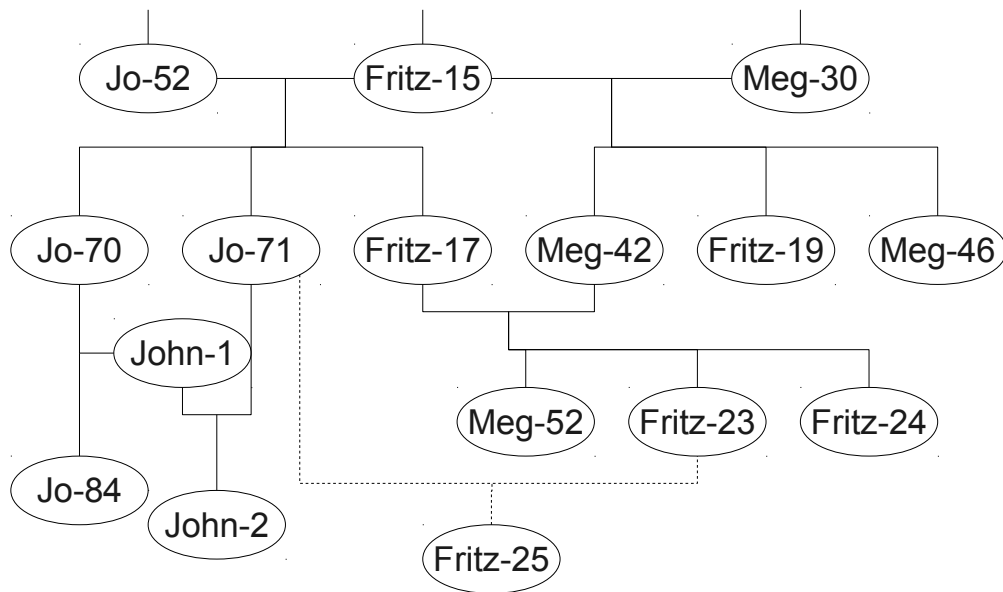 Jo-52 Fritz-15 Meg-30
Jo-70 Jo-71 Fritz-17 Meg-42 Fritz-19 Meg-46
John-1
Meg-52 Fritz-23 Fritz-24
Jo-84
John-2
Fritz-25